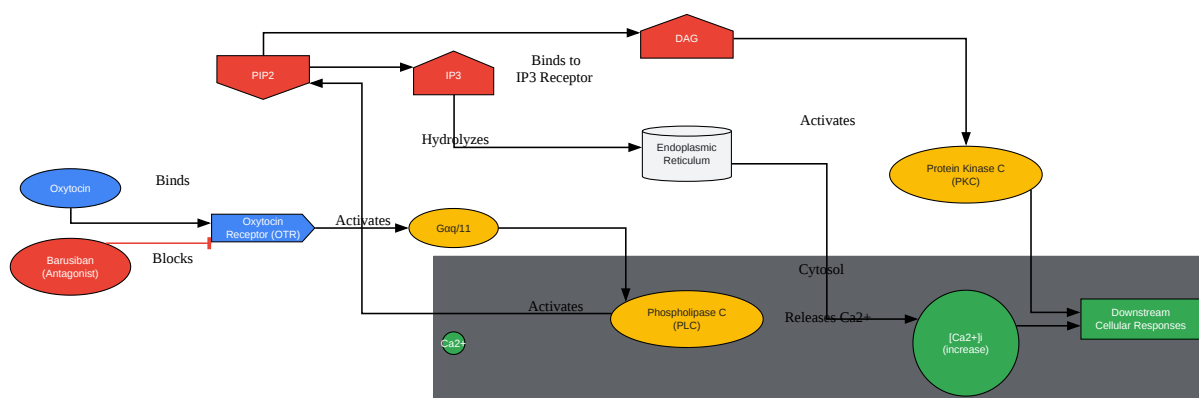 DAG
PIP2
IP3
Binds to
IP3 Receptor
Activates
Hydrolyzes
Endoplasmic
Reticulum
Protein Kinase C
(PKC)
Oxytocin
Binds
Oxytocin
Receptor (OTR)
Activates
Gαq/11
Barusiban
(Antagonist)
Blocks
Cytosol
Activates
Phospholipase C
(PLC)
Releases Ca2+
Downstream
Cellular Responses
Ca2+
[Ca2+]i
(increase)